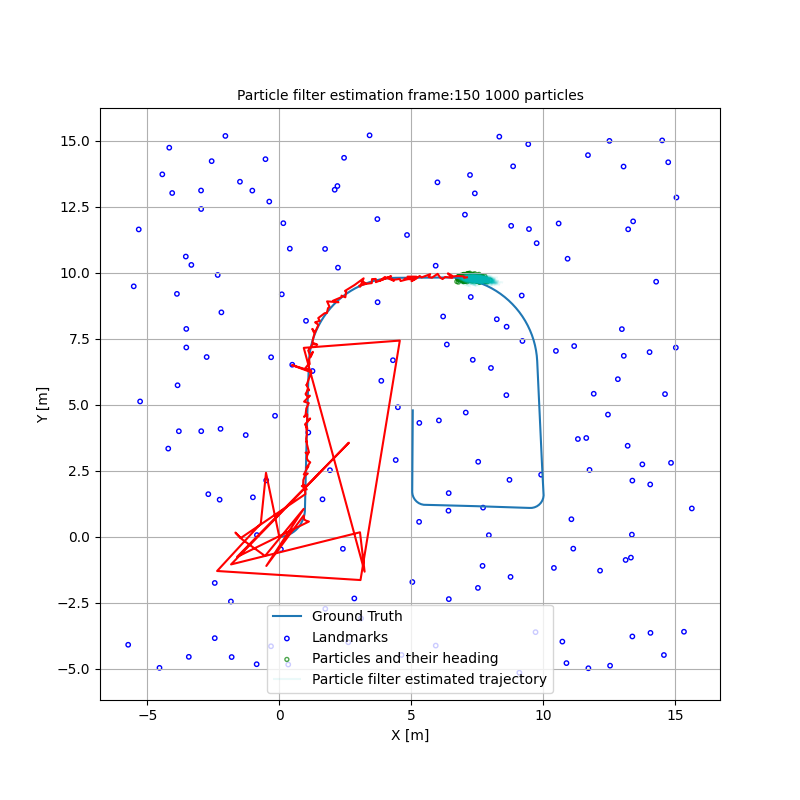 Particle filter estimation frame:150 1000 particles
15.0
12.5
10.0
7.5
5.0
2.5
0.0
−2.5
−5.0
Y [m]
Ground Truth
Landmarks
Particles and their heading
Particle filter estimated trajectory
−5 0 5 10 15
X [m]